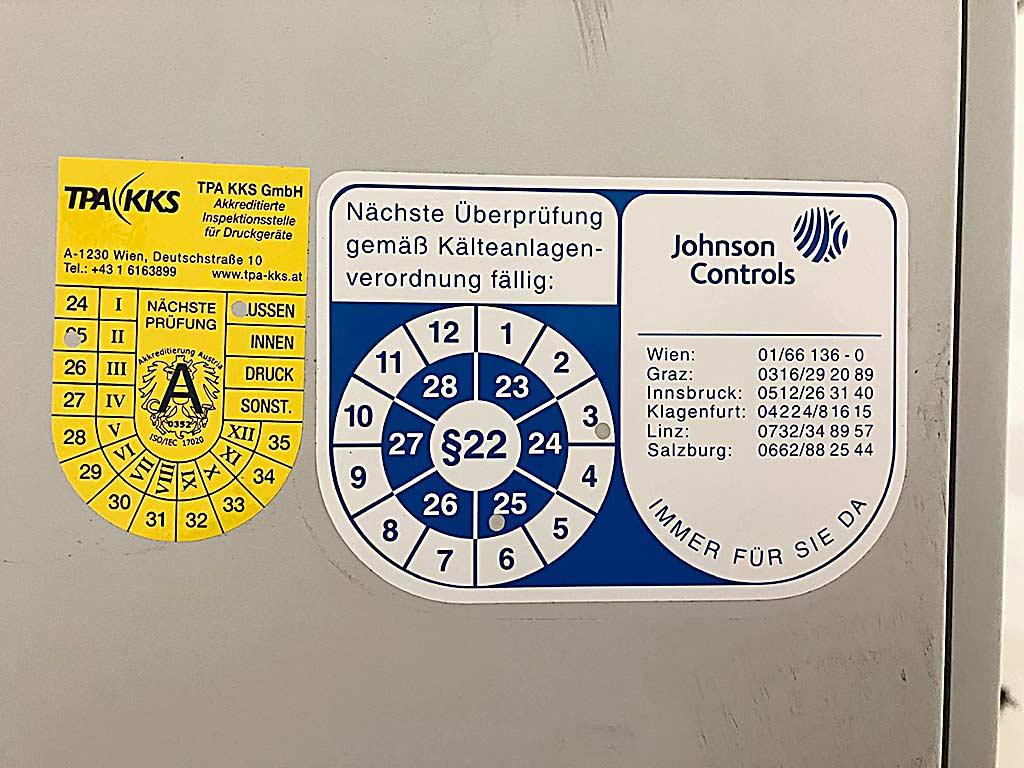 TPA KKS
TPA KKS GmbH
Akkreditierte
Inspektionsstelle
für Druckgeräte
A-1230 Wien, Deutschstraße 10
Tel.: +43 1 6163899 www.tpa-kks.at
24 I NÄCHSTE PRÜFUNG
II INNEN
26 III DRUCK
27 IV SONST.
Akkreditierung Austria
A
0352
ISO/IEC 17020
28 V VI VII VIII IX X XI XII 35
29 30 31 32 33 34
Nächste Überprüfung
gemäß Kälteanlagen-
verordnung fällig:
12 1 2 3 4 5 6 7 8 9 10 11
28 23 24 25 26 27
§22
Johnson
Controls
Wien: 01/66 136 - 0
Graz: 0316/29 20 89
Innsbruck: 0512/26 31 40
Klagenfurt: 04224/816 15
Linz: 0732/34 89 57
Salzburg: 0662/88 25 44
IMMER FÜR SIE DA